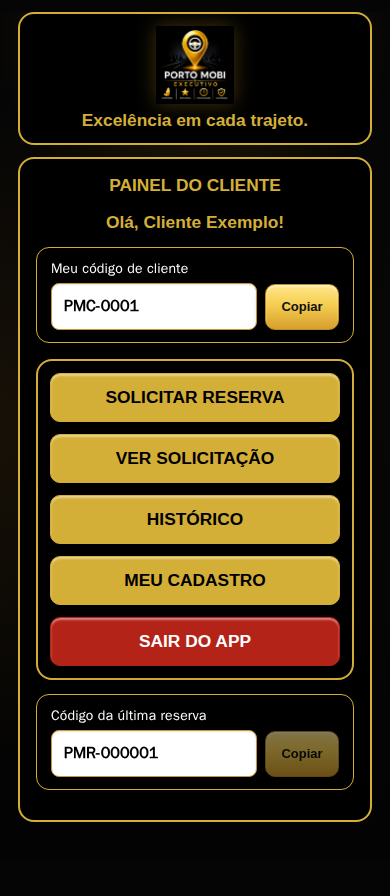 PORTO MOBI
EXECUTIVO
Excelência em cada trajeto.
PAINEL DO CLIENTE
Olá, Cliente Exemplo!
Meu código de cliente
PMC-0001
Copiar
SOLICITAR RESERVA
VER SOLICITAÇÃO
HISTÓRICO
MEU CADASTRO
SAIR DO APP
Código da última reserva
PMR-000001
Copiar